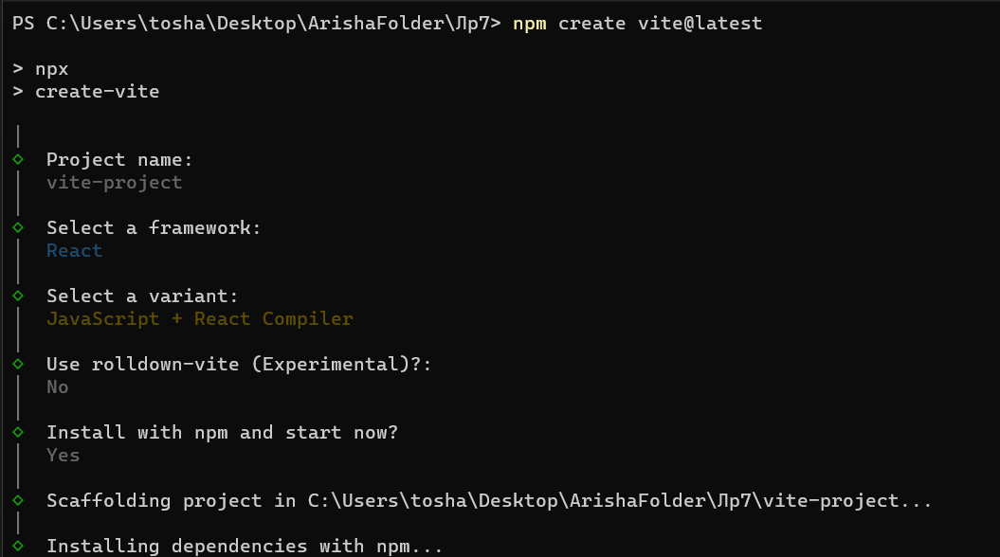 PS C:\Users\tosha\Desktop\ArishaFolder\Лр7> npm create vite@latest
> npx
> create-vite
Project name:
vite-project
Select a framework:
React
Select a variant:
JavaScript + React Compiler
Use rolldown-vite (Experimental)?:
No
Install with npm and start now?
Yes
Scaffolding project in C:\Users\tosha\Desktop\ArishaFolder\Лр7\vite-project...
Installing dependencies with npm...